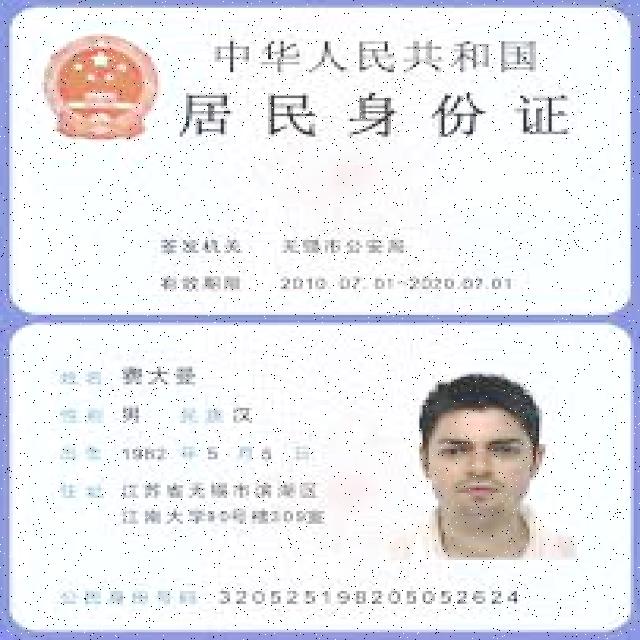 中华人民共和国
居民身份证
签发机关 无锡市公安局
有效期限 2010.07.01-2020.07.01
姓名 大曼
性别 男 民族 汉
出生 1982 年 5 月 5 日
住址 江苏省无锡市滨湖区
江南大学 号楼309室
公民身份号码 320525198205052624